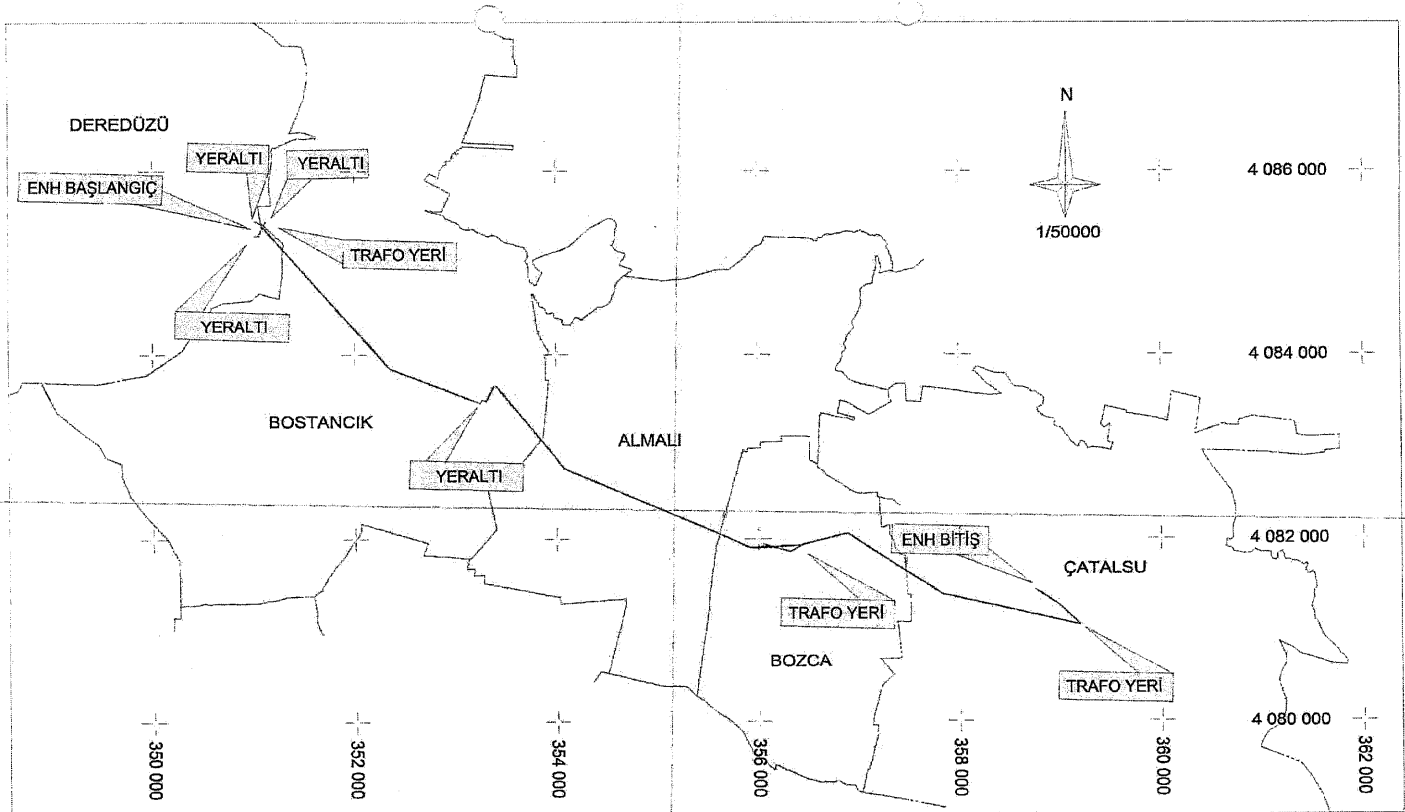 N
DEREDÜZÜ
YERALTI
YERALTI
4 086 000
ENH BAŞLANGIÇ
1/50000
TRAFO YERİ
YERALTI
4 084 000
BOSTANCIK
ALMALI
YERALTI
ENH BİTİŞ
4 082 000
ÇATALSU
TRAFO YERİ
BOZCA
TRAFO YERİ
4 080 000
350 000
352 000
354 000
356 000
358 000
360 000
362 000